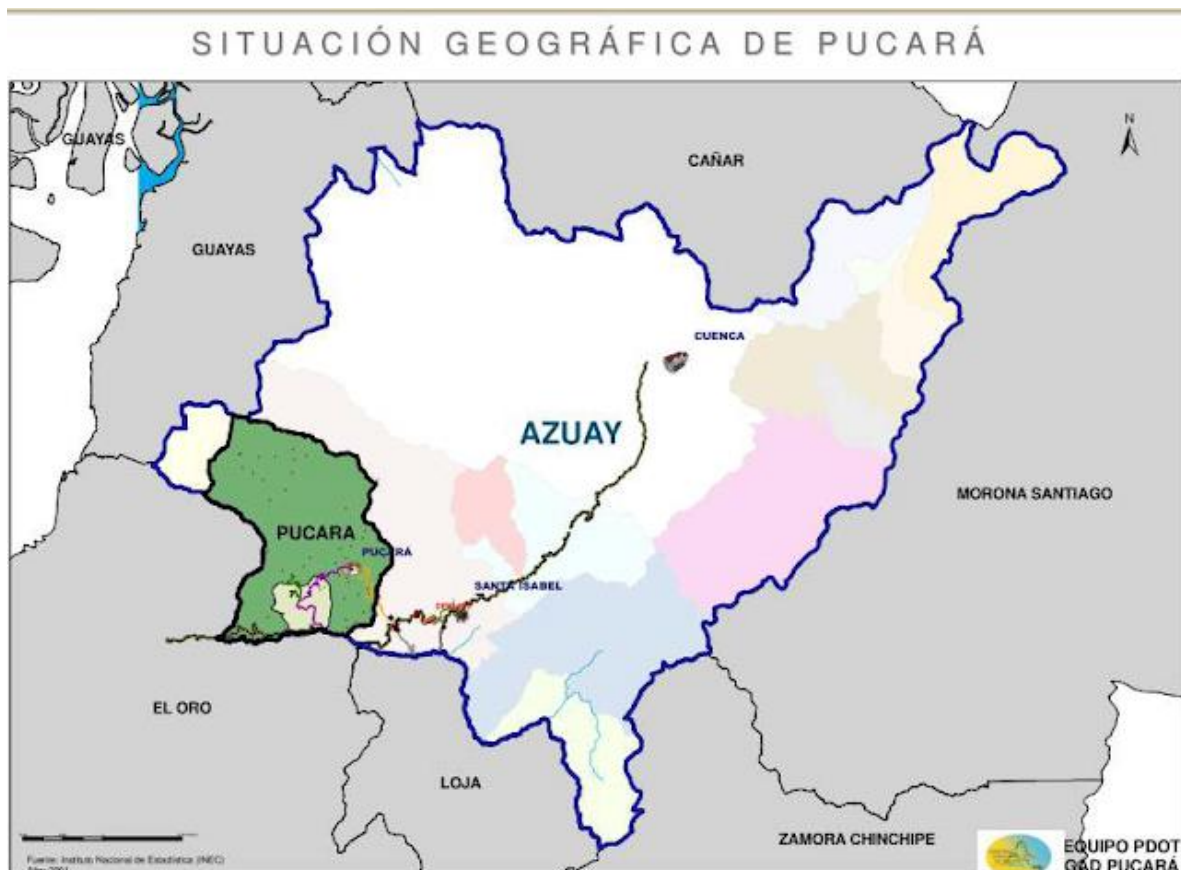 SITUACIÓN GEOGRÁFICA DE PUCARÁ
N
GUAYAS
CAÑAR
GUAYAS
CUENCA
AZUAY
MORONA SANTIAGO
PUCARA
PUCARÁ
SANTA ISABEL
EL ORO
LOJA
ZAMORA CHINCHIPE
EQUIPO PDOT
GAD PUCARÁ
Fuente: Instituto Nacional de Estadística (INEC)